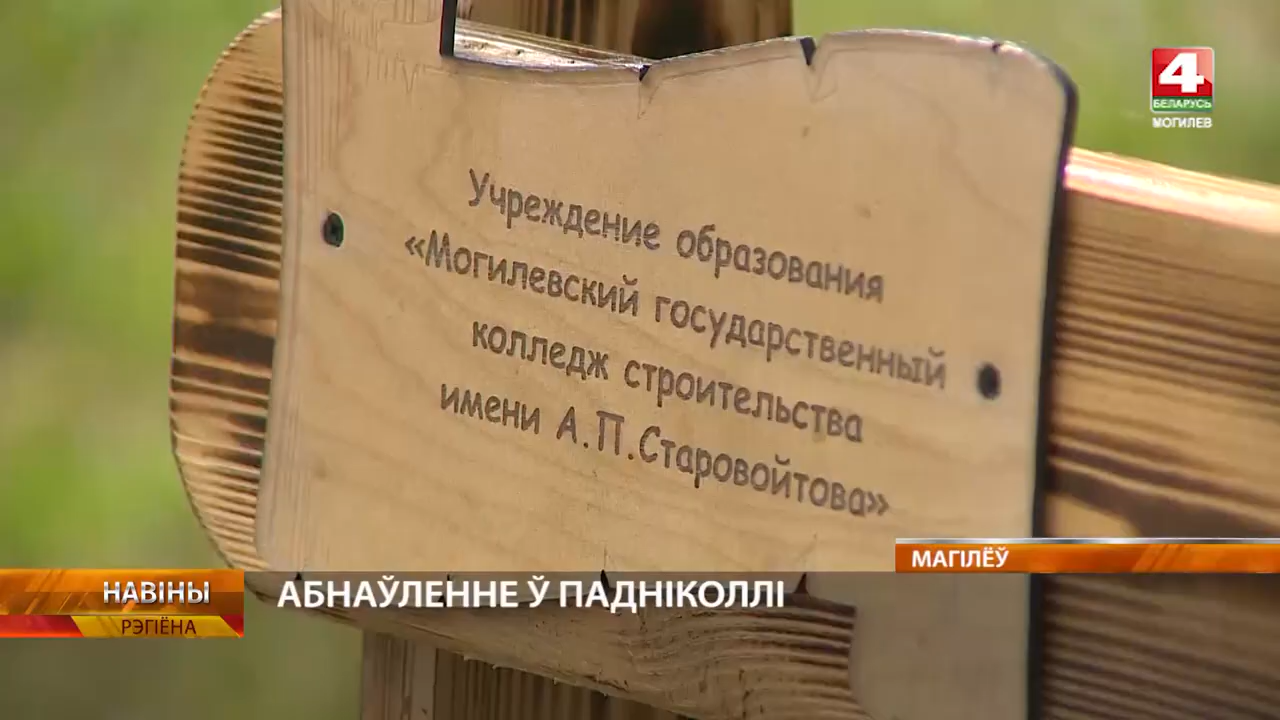 4
БЕЛАРУСЬ
МОГИЛЕВ
Учреждение образования
«Могилевский государственный
колледж строительства
имени А.П.Старовойтова»
МАГІЛЁЎ
НАВІНЫ
РЭГІЁНА
АБНАЎЛЕННЕ Ў ПАДНІКОЛЛІ